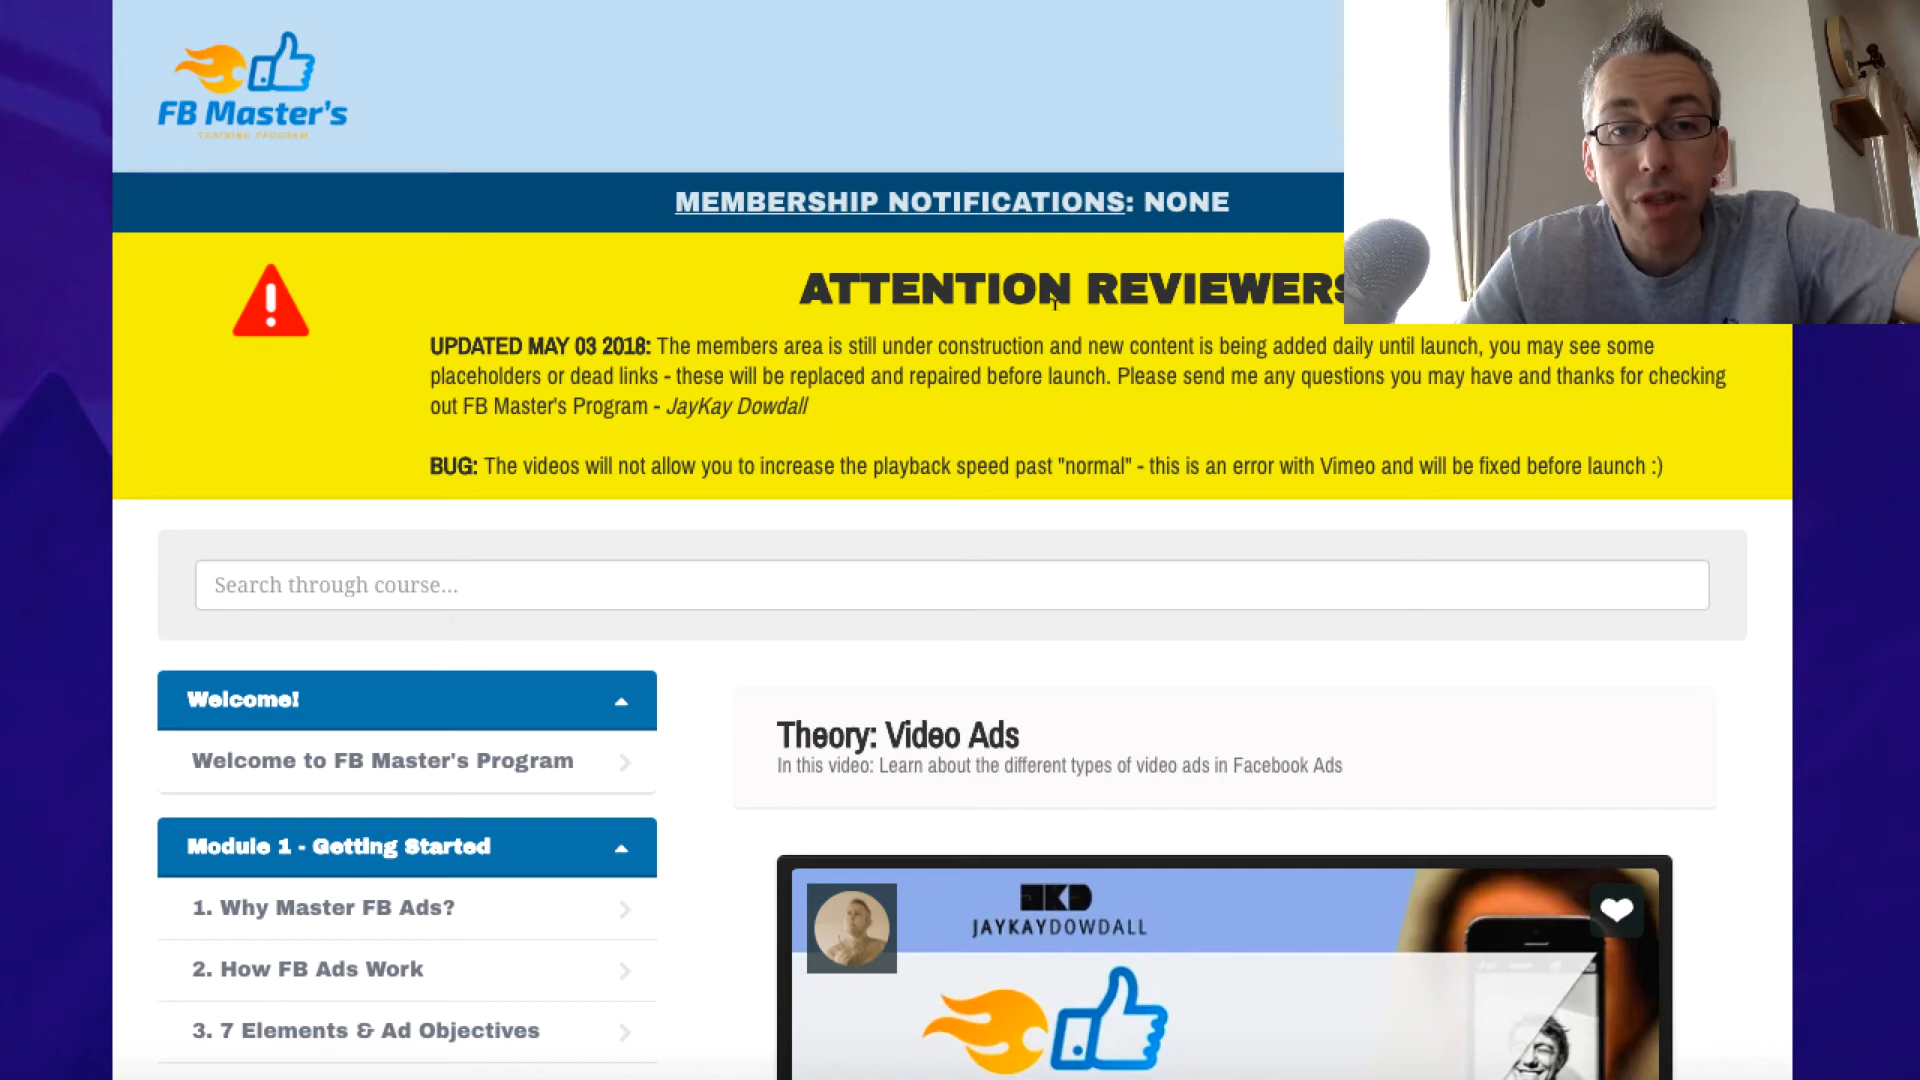 FB Master's
TRAINING PROGRAM
MEMBERSHIP NOTIFICATIONS: NONE
ATTENTION REVIEWERS
UPDATED MAY 03 2018: The members area is still under construction and new content is being added daily until launch, you may see some
placeholders or dead links - these will be replaced and repaired before launch. Please send me any questions you may have and thanks for checking
out FB Master's Program - JayKay Dowdall
BUG: The videos will not allow you to increase the playback speed past "normal" - this is an error with Vimeo and will be fixed before launch :)
Search through course...
Welcome!
Welcome to FB Master's Program
Module 1 - Getting Started
1. Why Master FB Ads?
2. How FB Ads Work
3. 7 Elements & Ad Objectives
Theory: Video Ads
In this video: Learn about the different types of video ads in Facebook Ads
JKD
JAYKAYDOWDALL